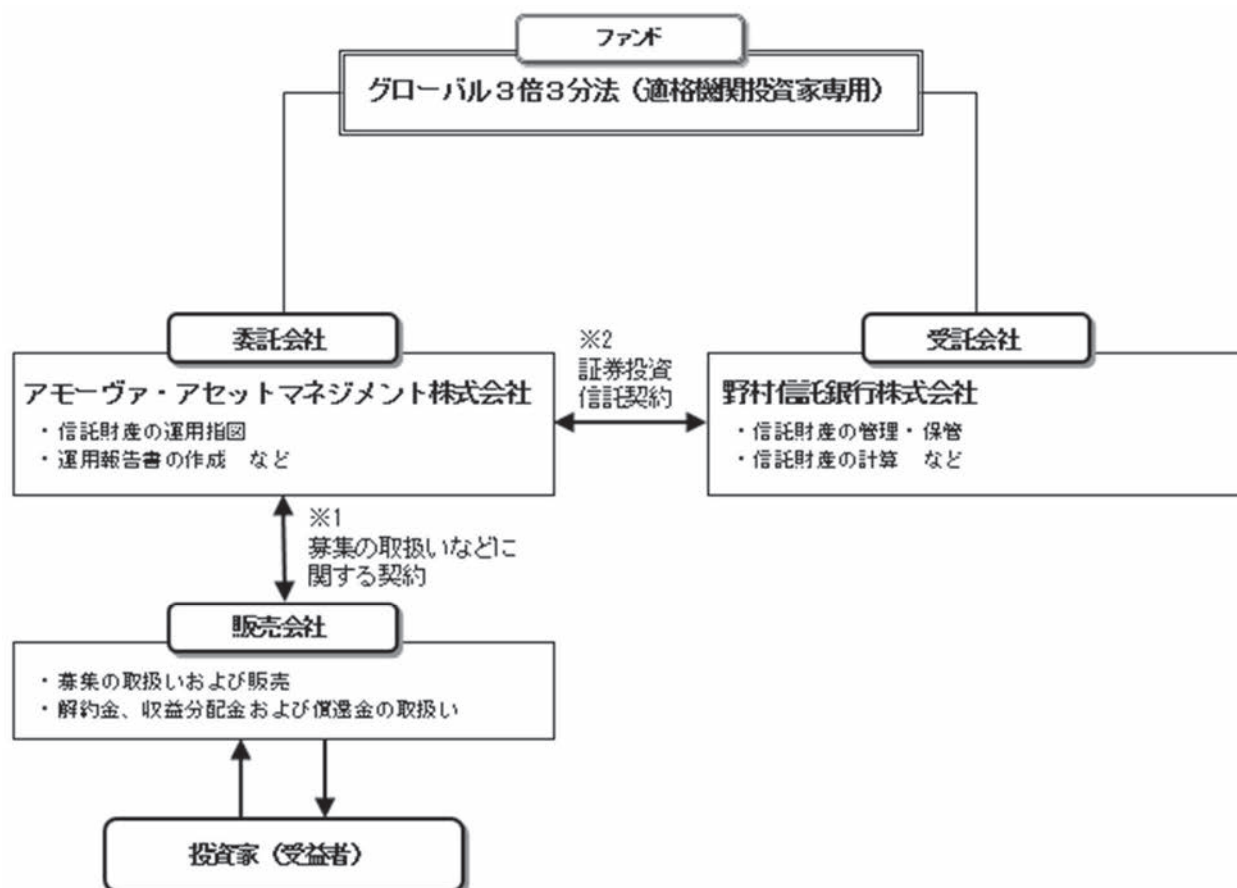 ファンド
グローバル3倍3分法（適格機関投資家専用）
委託会社
アモーヴァ・アセットマネジメント株式会社
・信託財産の運用指図
・運用報告書の作成 など
※2
証券投資
信託契約
受託会社
野村信託銀行株式会社
・信託財産の管理・保管
・信託財産の計算 など
※1
募集の取扱いなどに
関する契約
販売会社
・募集の取扱いおよび販売
・解約金、収益分配金および償還金の取扱い
投資家（受益者）